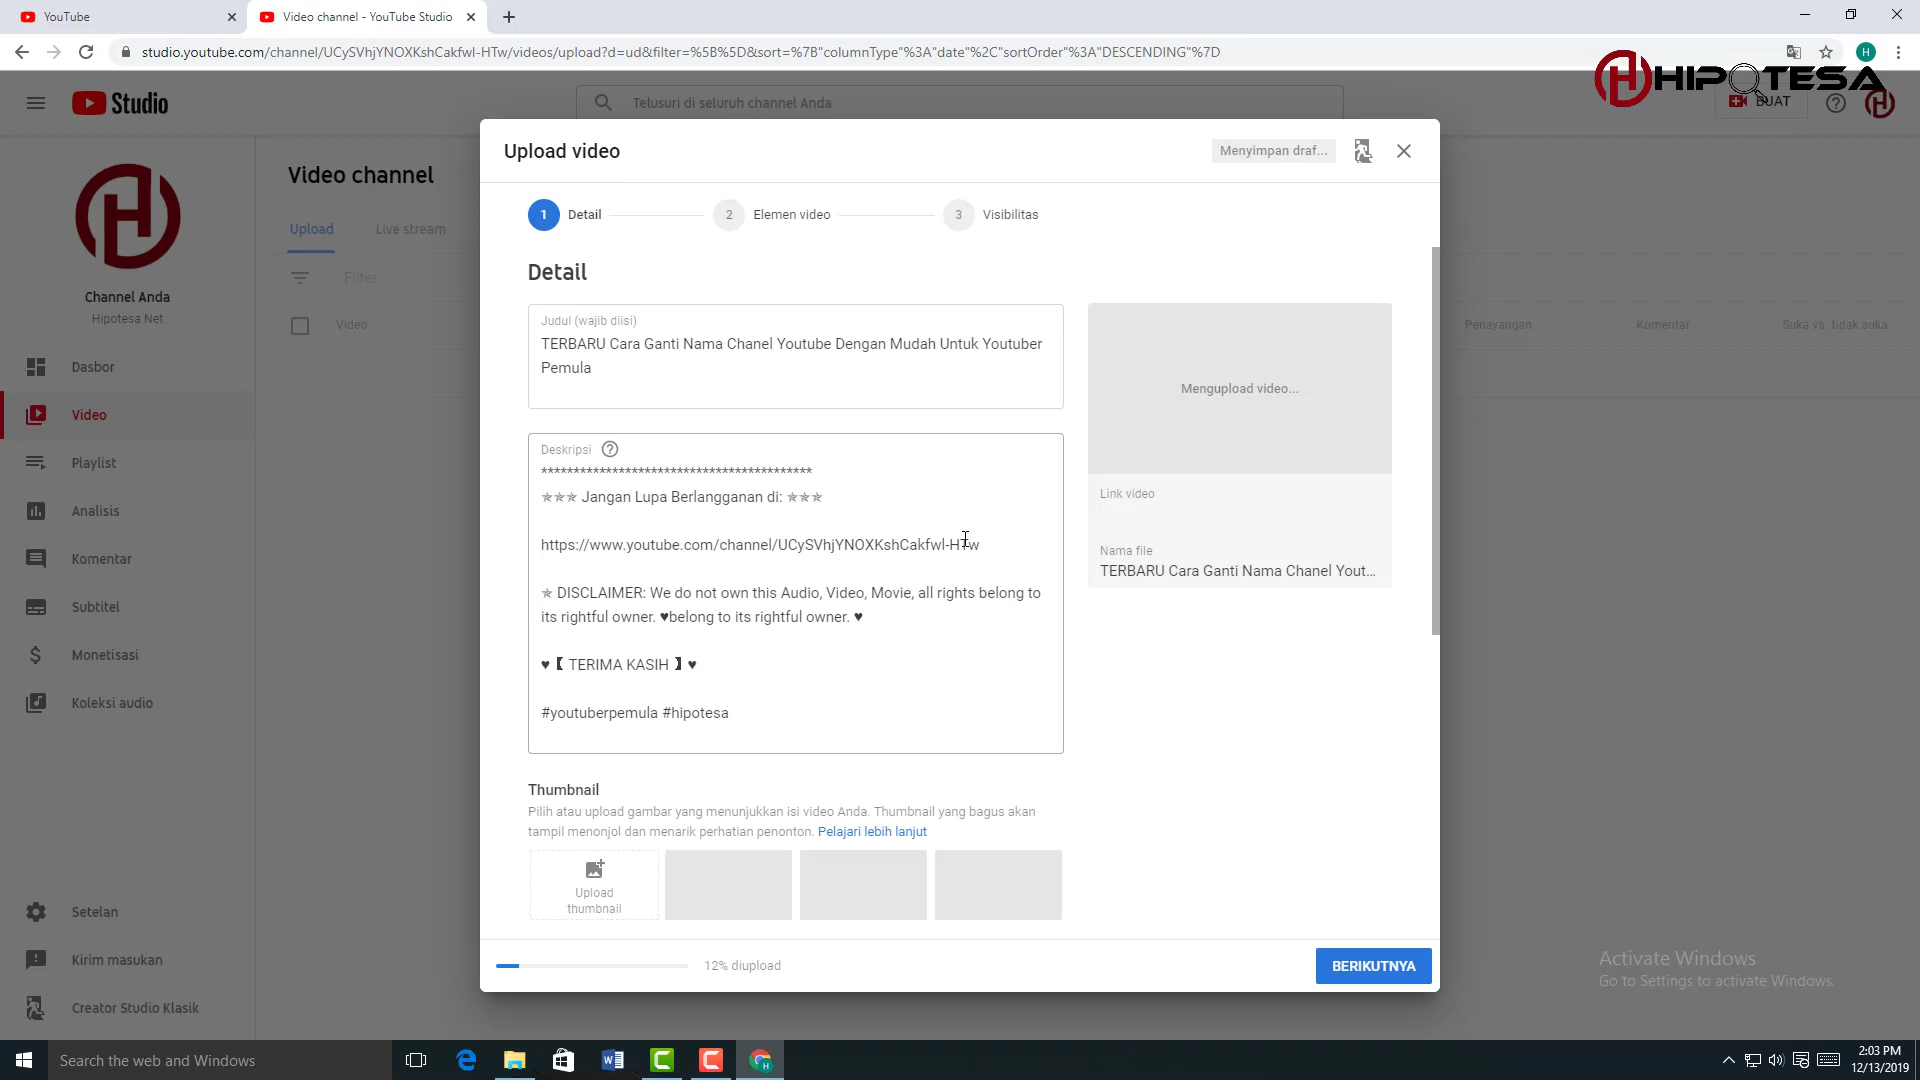 YouTube
Video channel - YouTube Studio
studio.youtube.com/channel/UCySVhjYNOXKshCakfwl-HTw/videos/upload?d=ud&filter=%5B%5D&sort=%7B"columnType"%3A"date"%2C"sortOrder"%3A"DESCENDING"%7D
H
HIPOTESA
Studio
Telusuri di seluruh channel Anda
BUAT
Upload video
Menyimpan draf...
1 Detail
2 Elemen video
3 Visibilitas
Video channel
Upload
Live stream
Filter
Video
Penayangan
Komentar
Suka vs. tidak suka
Channel Anda
Hipotesa Net
Dasbor
Video
Playlist
Analisis
Komentar
Subtitel
Monetisasi
Koleksi audio
Setelan
Kirim masukan
Creator Studio Klasik
Detail
Judul (wajib diisi)
TERBARU Cara Ganti Nama Chanel Youtube Dengan Mudah Untuk Youtuber
Pemula
Deskripsi
******************************************
✯✯✯ Jangan Lupa Berlangganan di: ✯✯✯
https://www.youtube.com/channel/UCySVhjYNOXKshCakfwl-HTw
✯ DISCLAIMER: We do not own this Audio, Video, Movie, all rights belong to
its rightful owner. ♥belong to its rightful owner. ♥
♥【 TERIMA KASIH 】♥
#youtuberpemula #hipotesa
Mengupload video...
Link video
Nama file
TERBARU Cara Ganti Nama Chanel Yout...
Thumbnail
Pilih atau upload gambar yang menunjukkan isi video Anda. Thumbnail yang bagus akan
tampil menonjol dan menarik perhatian penonton. Pelajari lebih lanjut
Upload
thumbnail
12% diupload
BERIKUTNYA
Activate Windows
Go to Settings to activate Windows.
Search the web and Windows
2:03 PM
12/13/2019